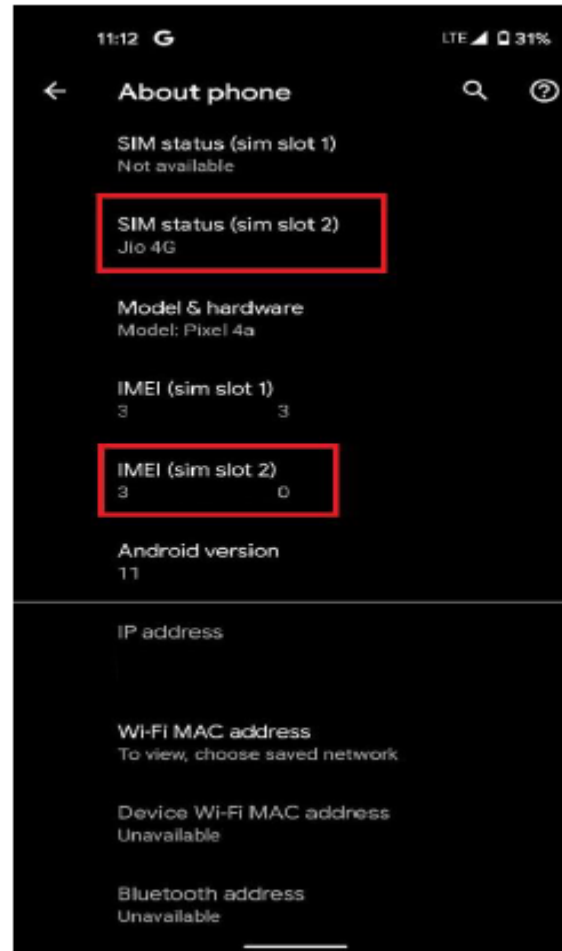 11:12 G LTE 31%
About phone
SIM status (sim slot 1)
Not available
SIM status (sim slot 2)
Jio 4G
Model & hardware
Model: Pixel 4a
IMEI (sim slot 1)
3 3
IMEI (sim slot 2)
3 0
Android version
11
IP address
Wi-Fi MAC address
To view, choose saved network
Device Wi-Fi MAC address
Unavailable
Bluetooth address
Unavailable